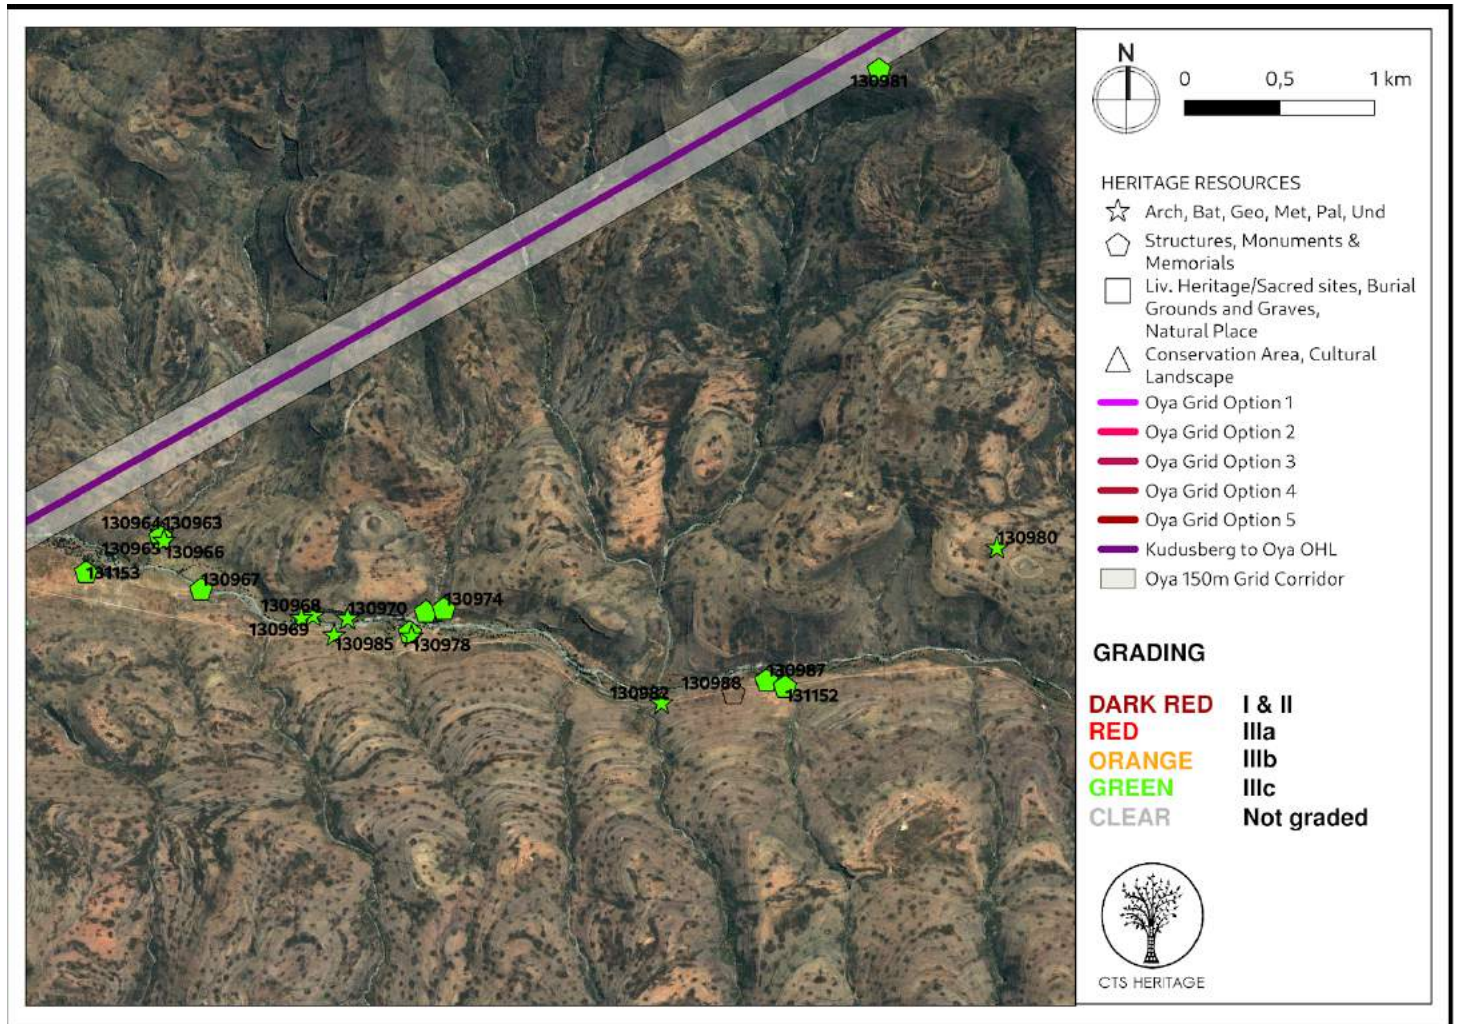 130981
130964
130963
130965
130966
131153
130967
130968
130970
130974
130969
130985
130978
130980
130982
130988
130987
131152
N
0 0,5 1 km
HERITAGE RESOURCES
Arch, Bat, Geo, Met, Pal, Und
Structures, Monuments &
Memorials
Liv. Heritage/Sacred sites, Burial
Grounds and Graves,
Natural Place
Conservation Area, Cultural
Landscape
Oya Grid Option 1
Oya Grid Option 2
Oya Grid Option 3
Oya Grid Option 4
Oya Grid Option 5
Kudusberg to Oya OHL
Oya 150m Grid Corridor
GRADING
DARK RED I & II
RED IIIa
ORANGE IIIb
GREEN IIIc
CLEAR Not graded
CTS HERITAGE